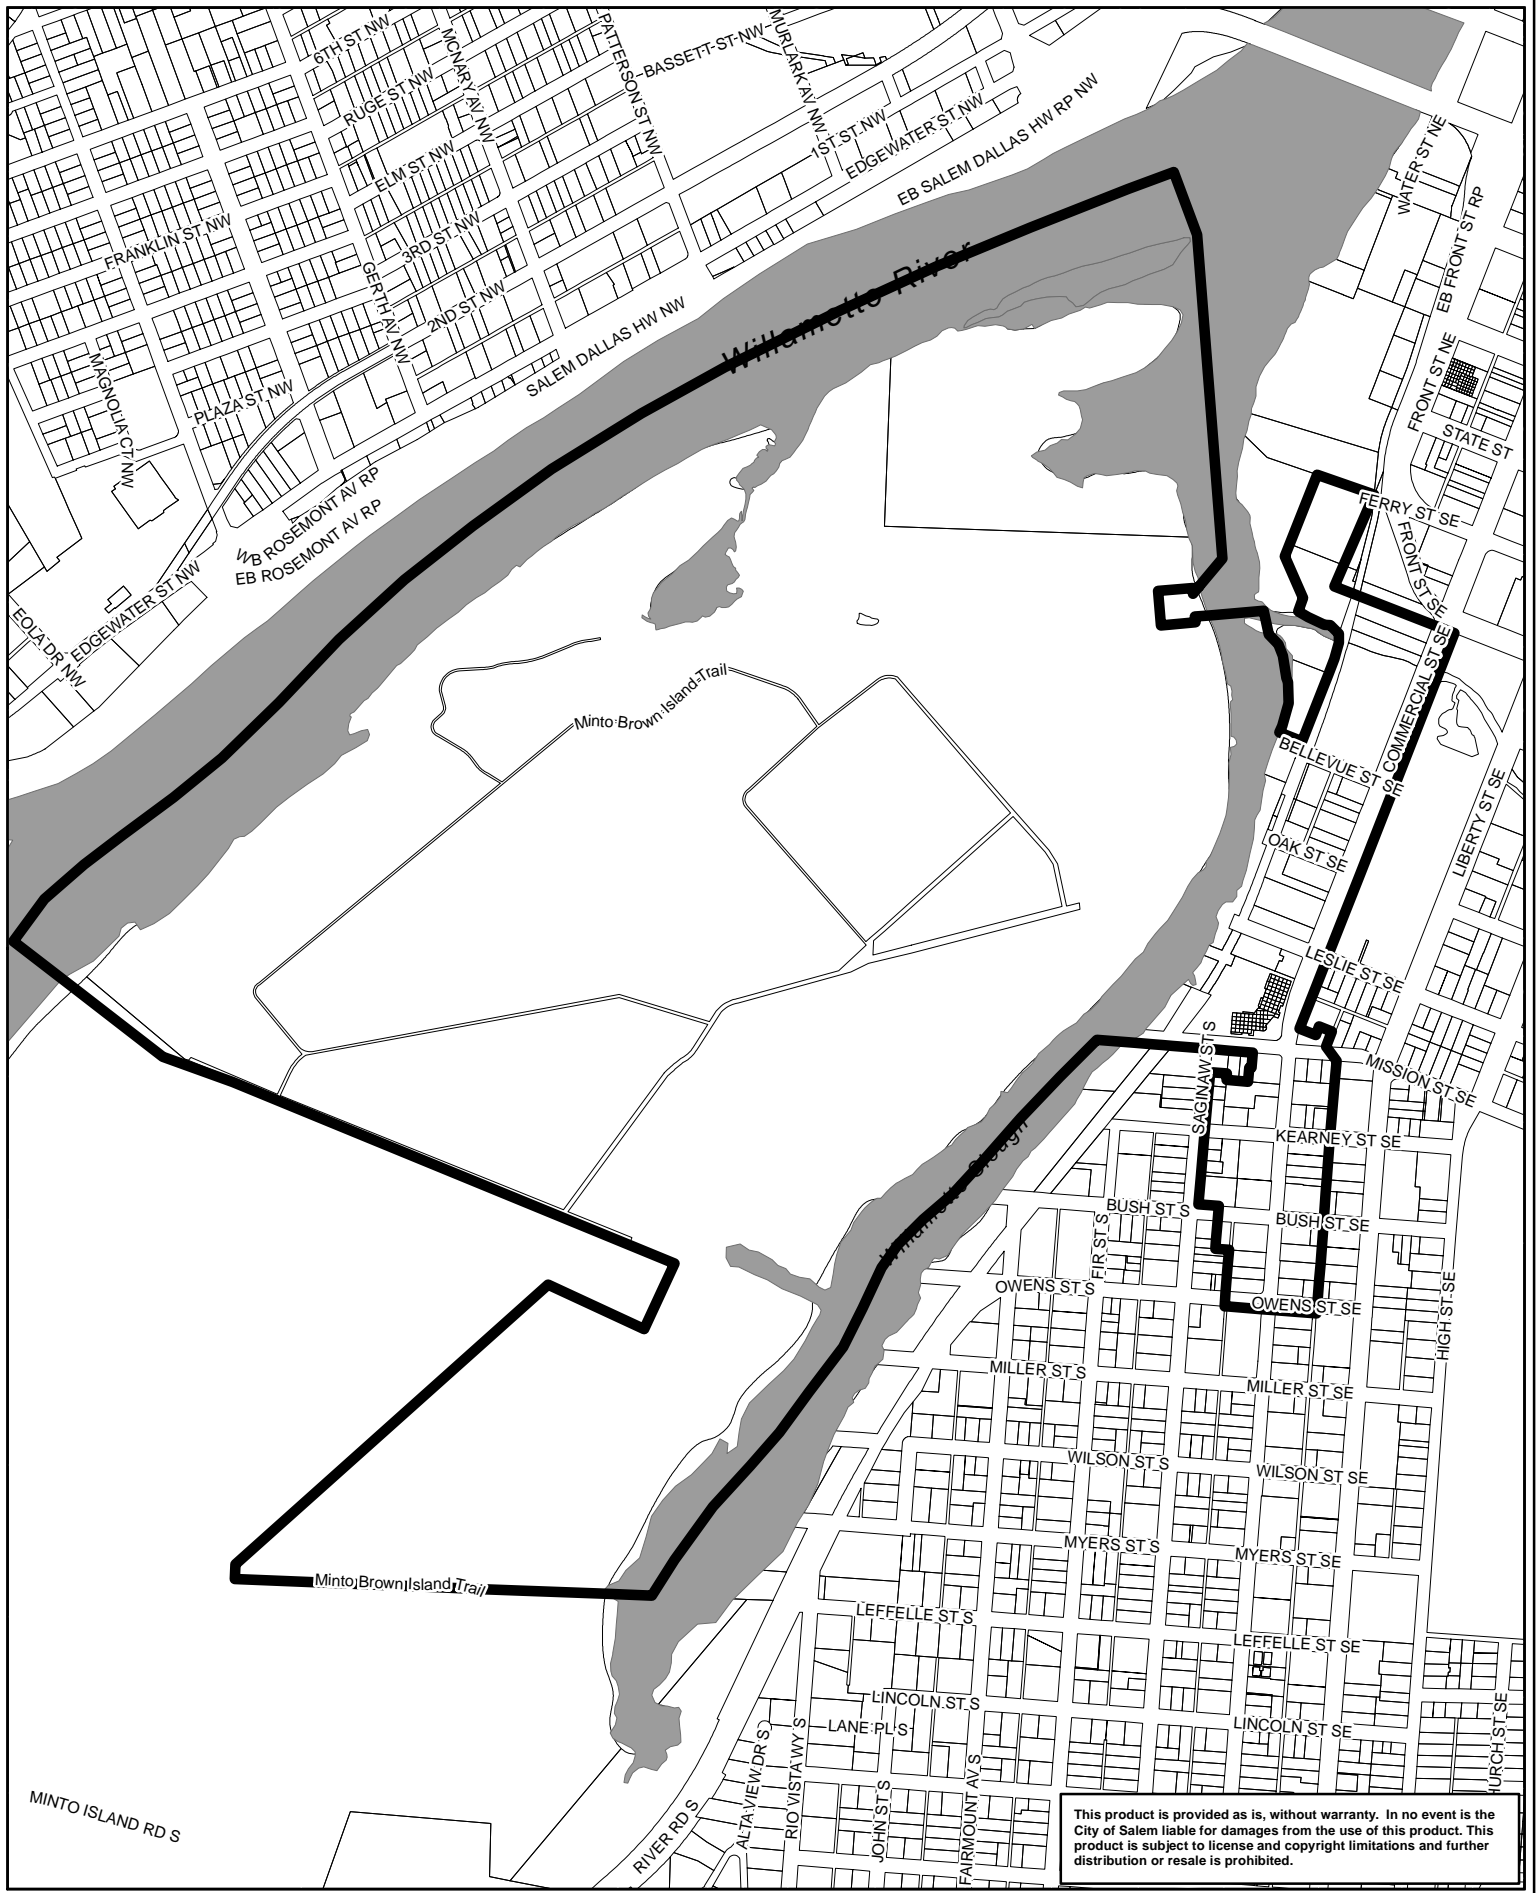 6TH ST NW
MCNARY AV NW
PATTERSON ST NW
BASSETT ST NW
MURLARK AV NW
RUGE ST NW
1ST ST NW
EDGEWATER ST NW
EB SALEM DALLAS HW RP NW
ELM ST NW
WATER ST NE
FRANKLIN ST NW
3RD ST NW
EB FRONT ST RP
GERTH AV NW
2ND ST NW
Willamette River
SALEM DALLAS HW NW
MAGNOLIA CT NW
PLAZA ST NW
FRONT ST NE
STATE ST
WB ROSEMONT AV RP
EB ROSEMONT AV RP
FERRY ST SE
FRONT ST SE
EDGEWATER ST NW
EOLA DR NW
Minto Brown Island Trail
COMMERCIAL ST SE
BELLEVUE ST SE
LIBERTY ST SE
OAK ST SE
LESLIE ST SE
SAGINAW ST S
MISSION ST SE
KEARNEY ST SE
Willamette Slough
BUSH ST S
BUSH ST SE
FIR ST S
OWENS ST S
OWENS ST SE
HIGH ST SE
MILLER ST S
MILLER ST SE
WILSON ST S
WILSON ST SE
MYERS ST S
MYERS ST SE
Minto Brown Island Trail
LEFFELLE ST S
LEFFELLE ST SE
LINCOLN ST S
LINCOLN ST SE
LANE PL S
HURCH ST SE
ALTA VIEW DR S
RIO VISTA WY S
JOHN ST S
FAIRMOUNT AV S
MINTO ISLAND RD S
RIVER RD S
This product is provided as is, without warranty. In no event is the
City of Salem liable for damages from the use of this product. This
product is subject to license and copyright limitations and further
distribution or resale is prohibited.